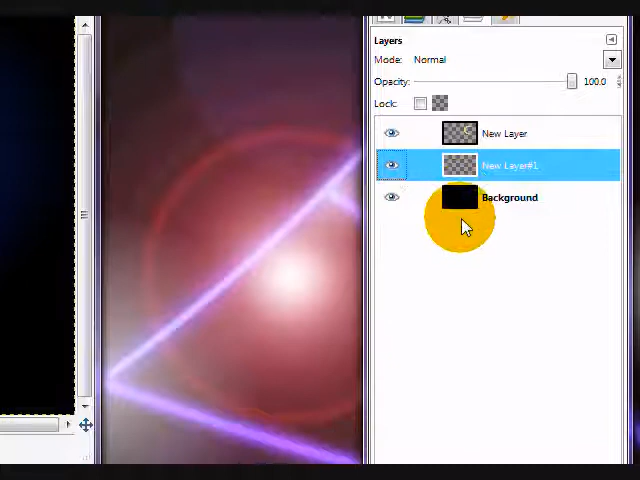 Layers
Mode: Normal
Opacity: 100.0
Lock:
New Layer
New Layer#1
Background